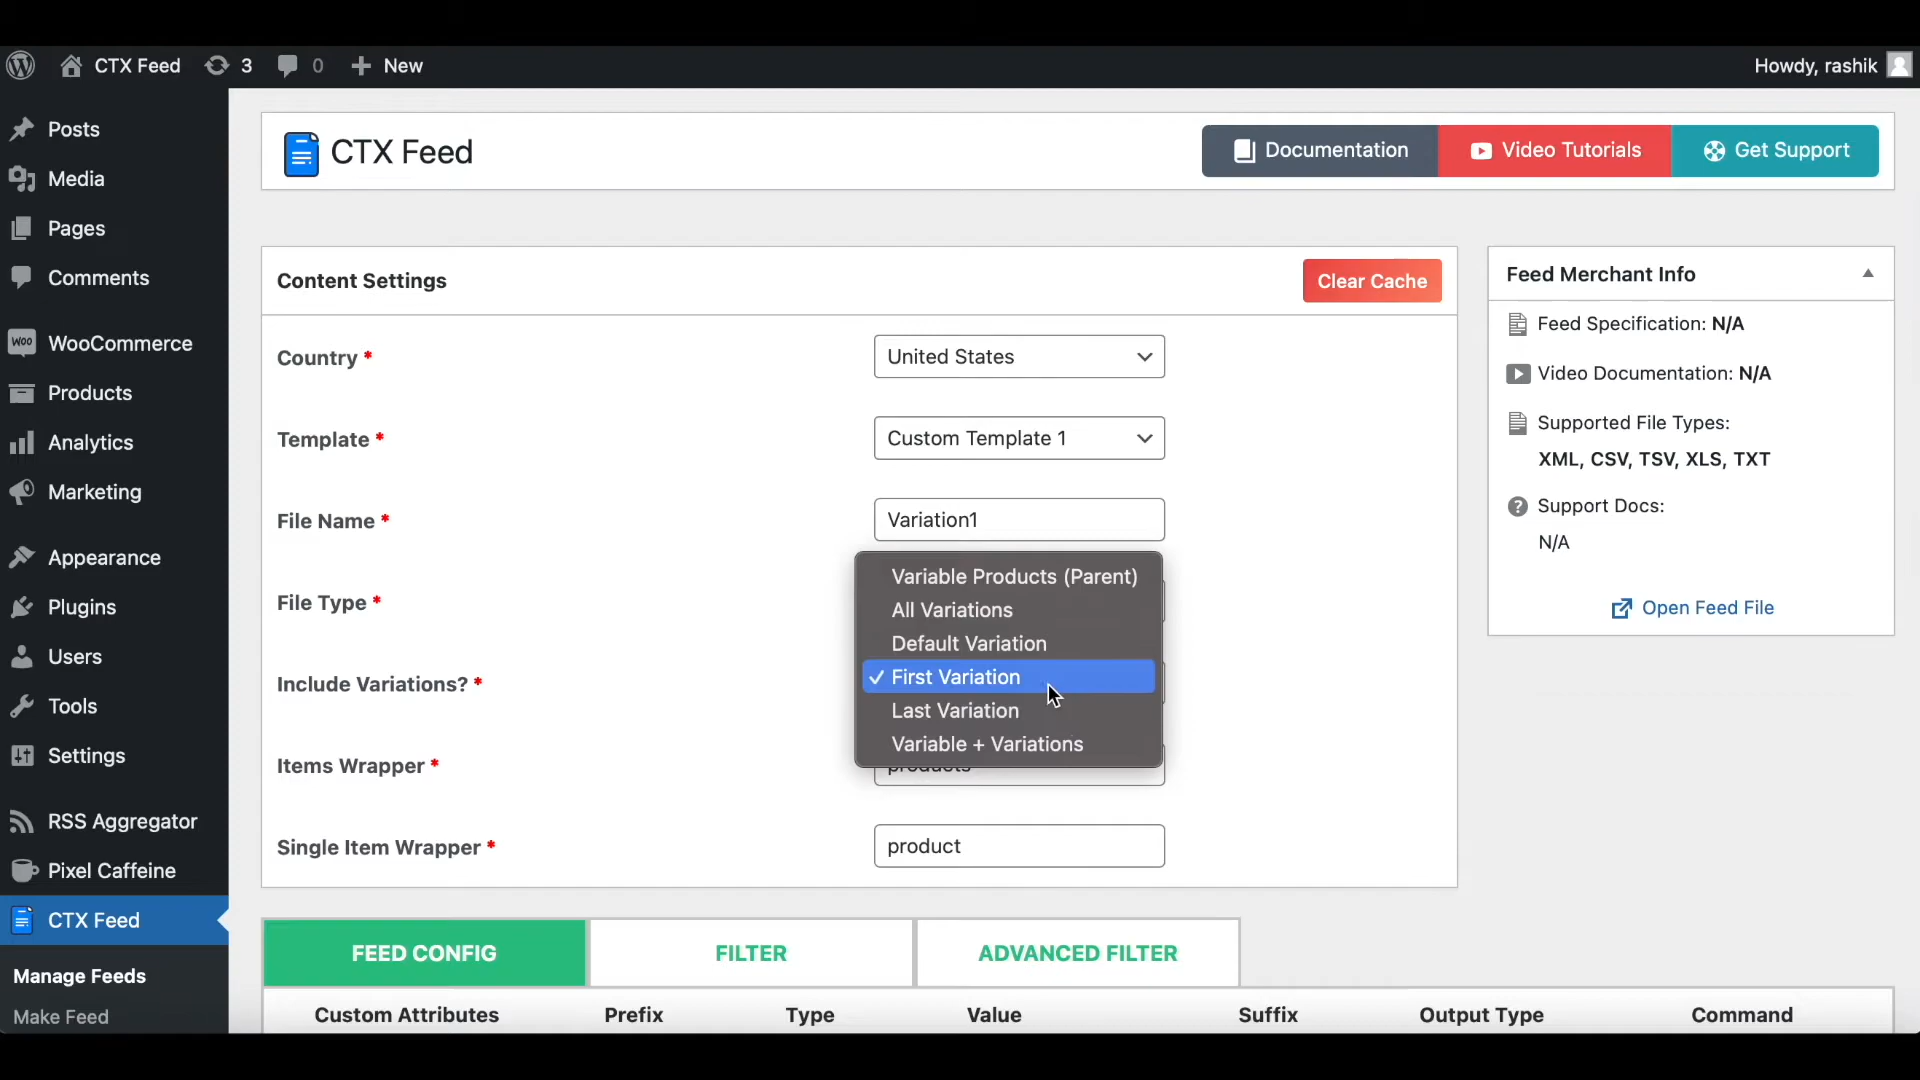 CTX Feed 3 0 New Howdy, rashik
Posts
Media
Pages
Comments
WooCommerce
Products
Analytics
Marketing
Appearance
Plugins
Users
Tools
Settings
RSS Aggregator
Pixel Caffeine
CTX Feed
Manage Feeds
Make Feed
CTX Feed
Documentation
Video Tutorials
Get Support
Content Settings
Clear Cache
Country *
United States
Template *
Custom Template 1
File Name *
Variation1
File Type *
Include Variations? *
Variable Products (Parent)
All Variations
Default Variation
✓ First Variation
Last Variation
Variable + Variations
Items Wrapper *
products
Single Item Wrapper *
product
Feed Merchant Info
Feed Specification: N/A
Video Documentation: N/A
Supported File Types:
XML, CSV, TSV, XLS, TXT
Support Docs:
N/A
Open Feed File
FEED CONFIG
FILTER
ADVANCED FILTER
Custom Attributes Prefix Type Value Suffix Output Type Command